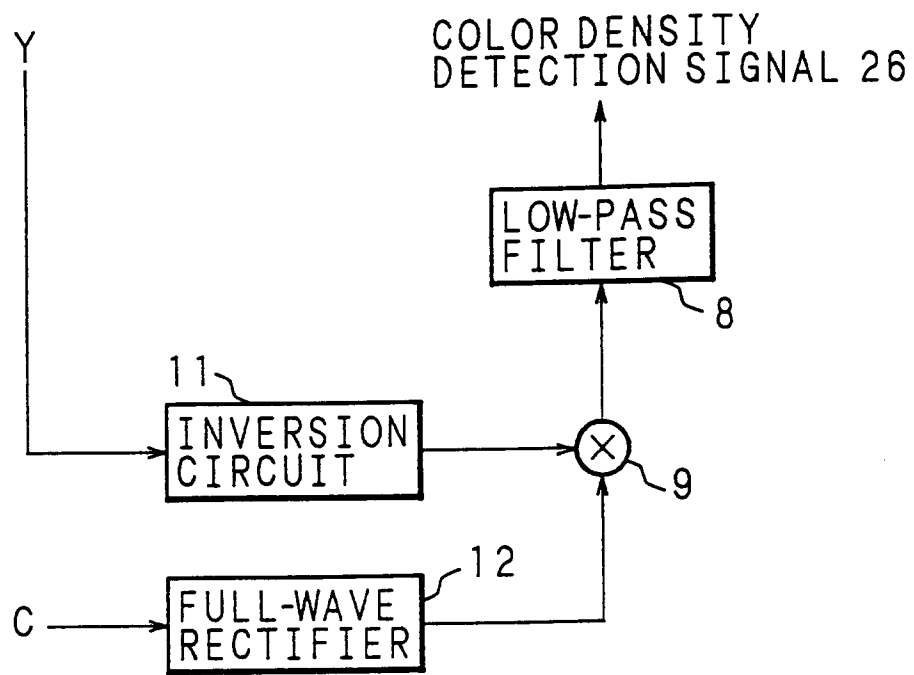 Y
COLOR DENSITY
DETECTION SIGNAL 26
LOW-PASS
FILTER
8
11
INVERSION
CIRCUIT
×
9
12
C
FULL-WAVE
RECTIFIER